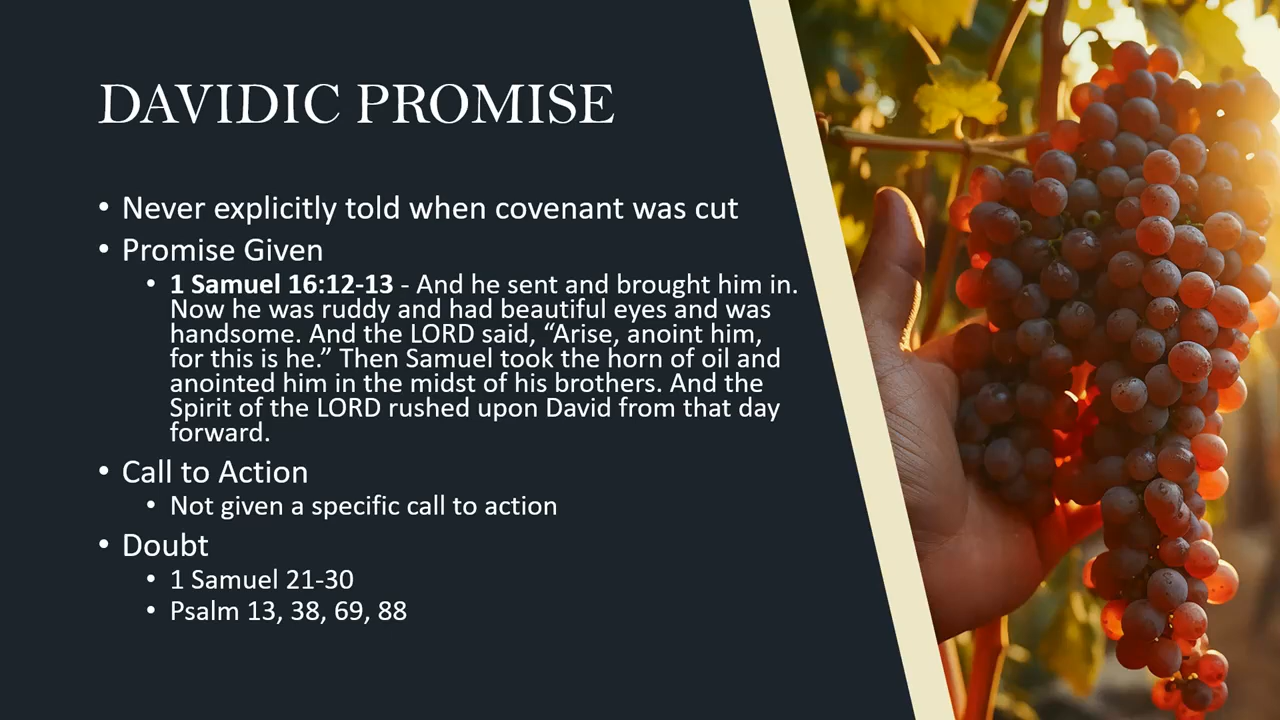 DAVIDIC PROMISE
• Never explicitly told when covenant was cut
• Promise Given
• 1 Samuel 16:12-13 - And he sent and brought him in.
Now he was ruddy and had beautiful eyes and was
handsome. And the LORD said, “Arise, anoint him,
for this is he.” Then Samuel took the horn of oil and
anointed him in the midst of his brothers. And the
Spirit of the LORD rushed upon David from that day
forward.
• Call to Action
• Not given a specific call to action
• Doubt
• 1 Samuel 21-30
• Psalm 13, 38, 69, 88